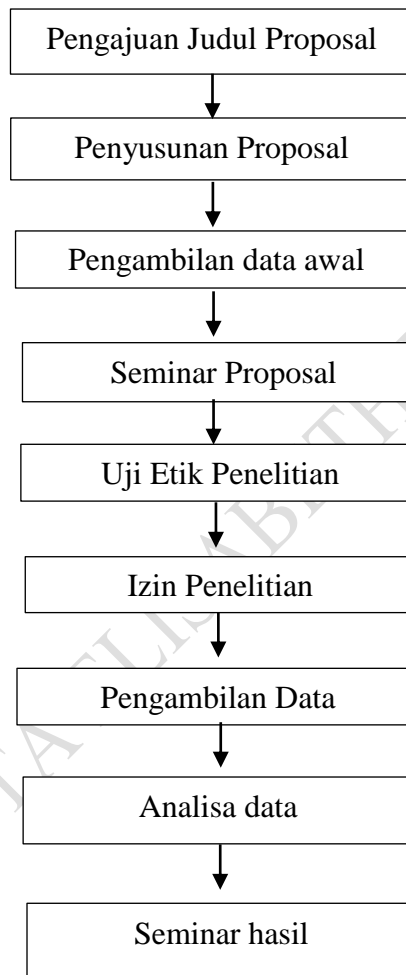 Pengajuan Judul Proposal
Penyusunan Proposal
Pengambilan data awal
Seminar Proposal
Uji Etik Penelitian
Izin Penelitian
Pengambilan Data
Analisa data
Seminar hasil